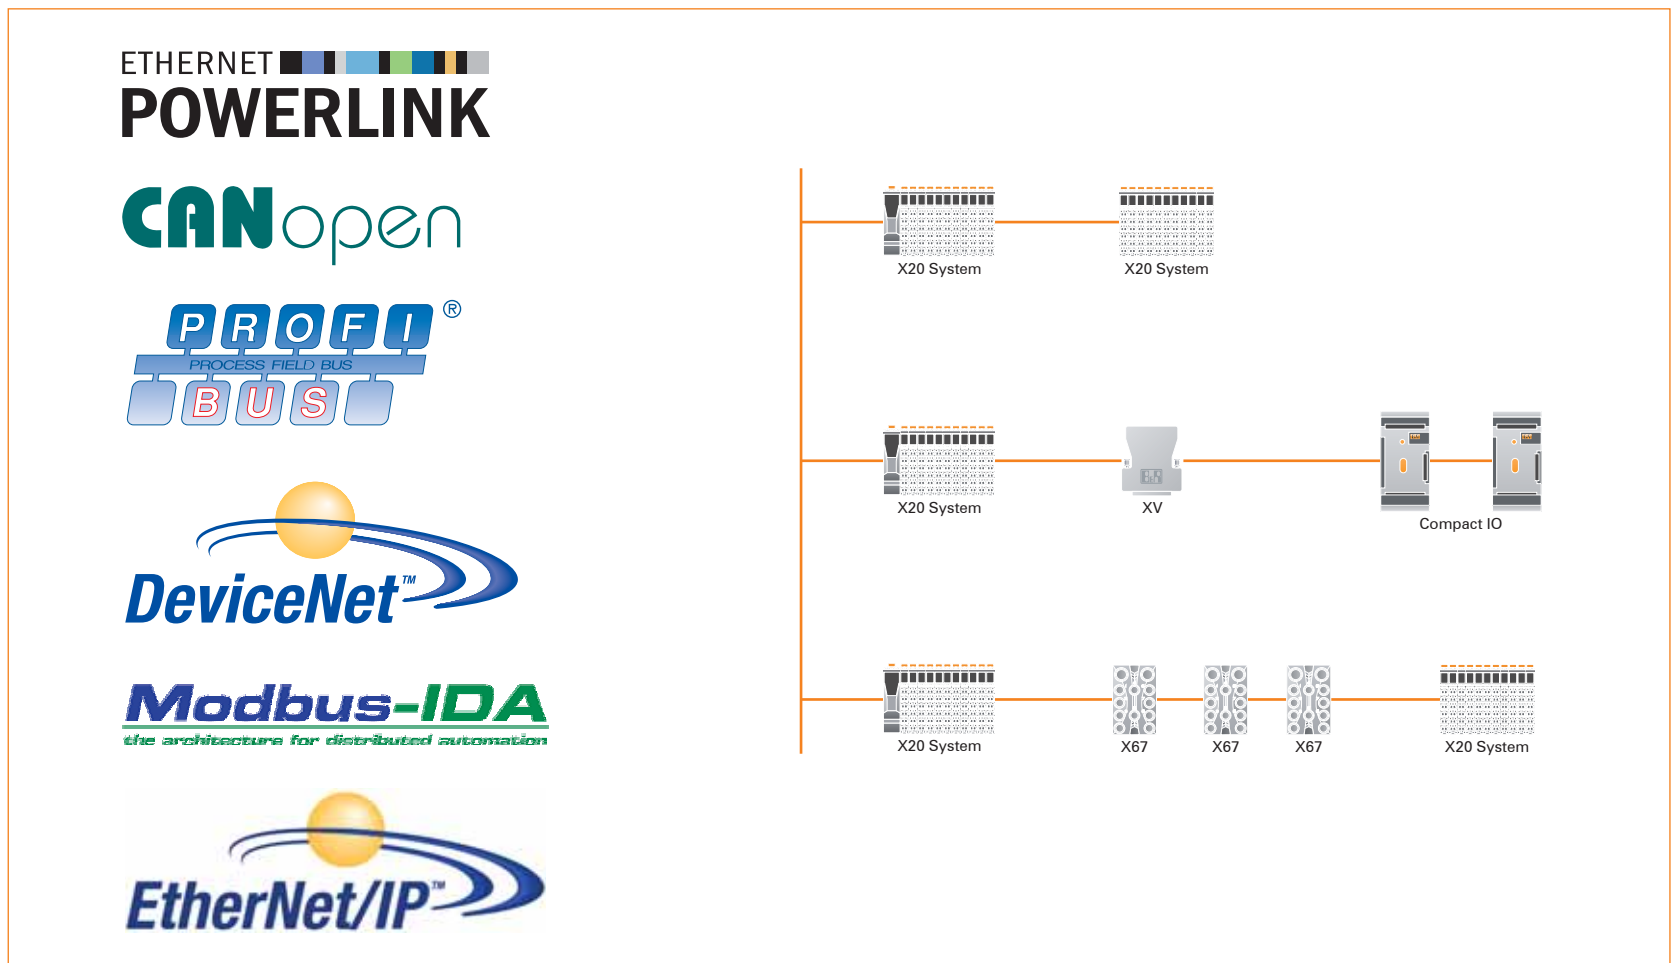 ETHERNET
POWERLINK
CANopen
PROFI ®
PROCESS FIELD BUS
BUS
DeviceNet™
Modbus-IDA
the architecture for distributed automation
EtherNet/IP™
X20 System X20 System
X20 System XV Compact IO
X20 System X67 X67 X67 X20 System